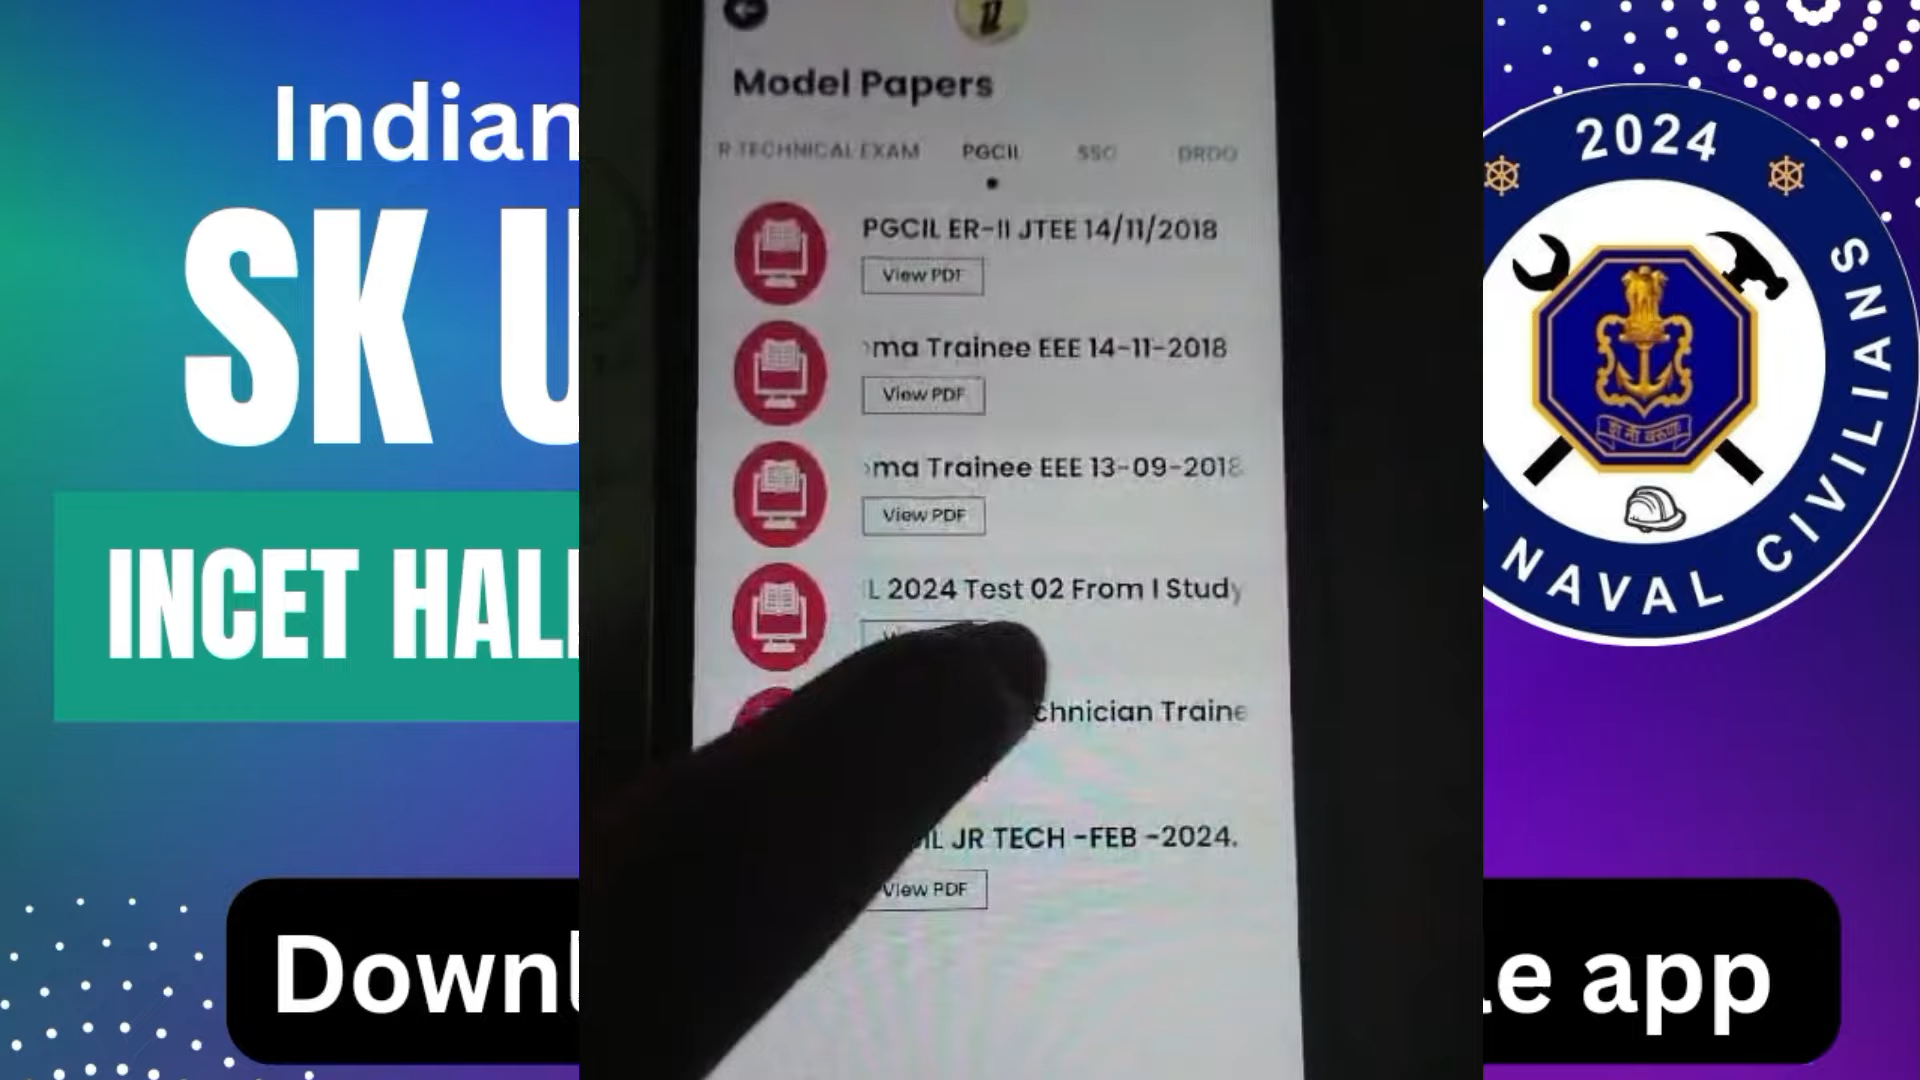 Indian
SK U
INCET HALL
Downl
le app
Model Papers
R TECHNICAL EXAM PGCIL SSC DRDO
PGCIL ER-II JTEE 14/11/2018
View PDF
ma Trainee EEE 14-11-2018
View PDF
ma Trainee EEE 13-09-2018
View PDF
L 2024 Test 02 From I Study
chnician Traine
IL JR TECH -FEB -2024.
View PDF
2024
NAVAL CIVILIANS